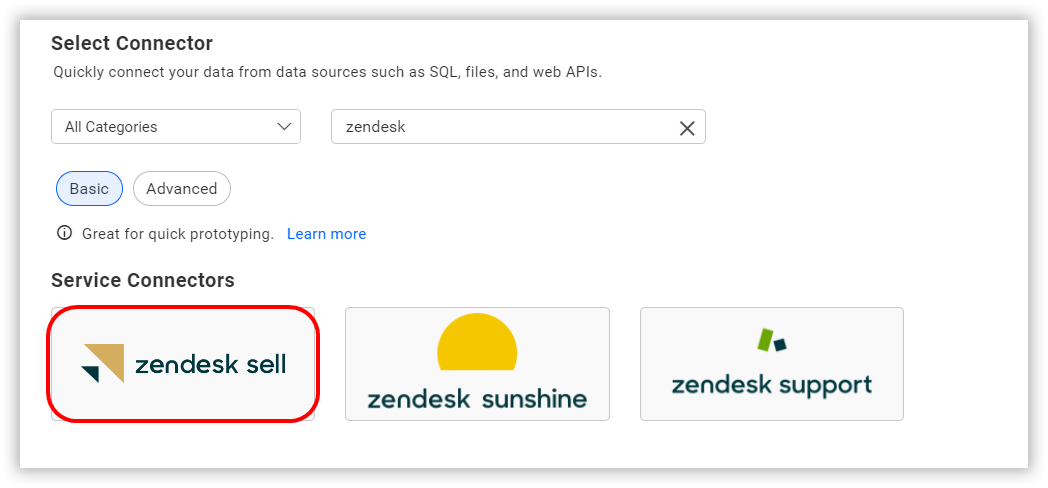 Select Connector
Quickly connect your data from data sources such as SQL, files, and web APIs.
All Categories
zendesk
Basic
Advanced
Great for quick prototyping. Learn more
Service Connectors
zendesk sell
zendesk sunshine
zendesk support